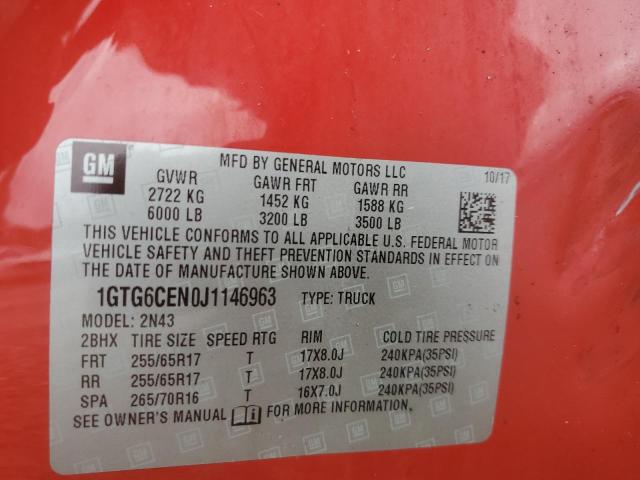 GM
MFD BY GENERAL MOTORS LLC
10/17
GVWR GAWR FRT GAWR RR
2722 KG 1452 KG 1588 KG
6000 LB 3200 LB 3500 LB
THIS VEHICLE CONFORMS TO ALL APPLICABLE U.S. FEDERAL MOTOR
VEHICLE SAFETY AND THEFT PREVENTION STANDARDS IN EFFECT ON
THE DATE OF MANUFACTURE SHOWN ABOVE.
1GTG6CEN0J1146963 TYPE: TRUCK
MODEL: 2N43
2BHX TIRE SIZE SPEED RTG RIM COLD TIRE PRESSURE
FRT 255/65R17 T 17X8.0J 240KPA(35PSI)
RR 255/65R17 T 17X8.0J 240KPA(35PSI)
SPA 265/70R16 T 16X7.0J 240KPA(35PSI)
SEE OWNER'S MANUAL FOR MORE INFORMATION.